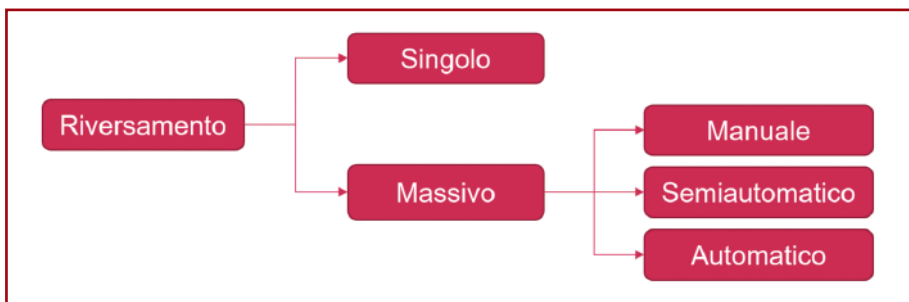 Riversamento
Singolo
Massivo
Manuale
Semiautomatico
Automatico